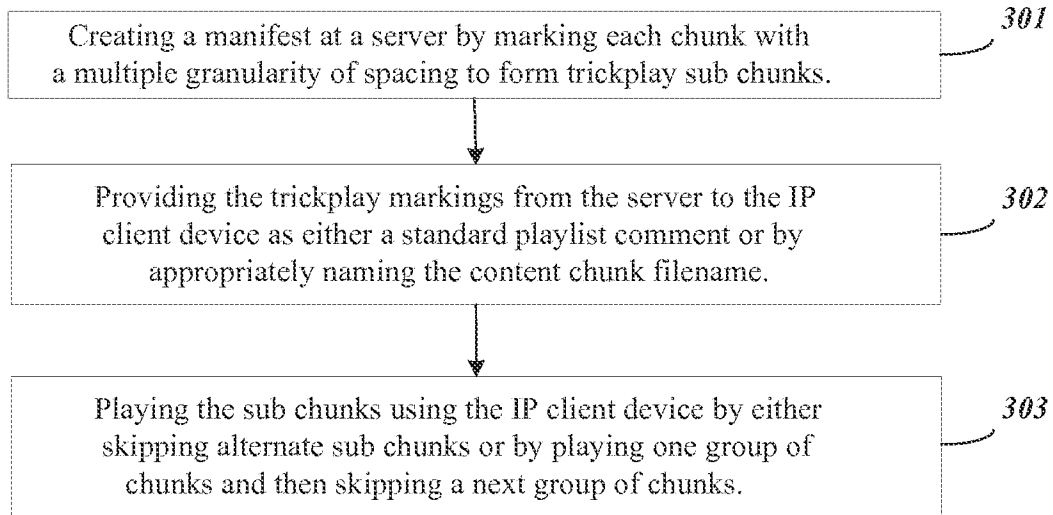 Creating a manifest at a server by marking each chunk with
a multiple granularity of spacing to form trickplay sub chunks.
301
Providing the trickplay markings from the server to the IP
client device as either a standard playlist comment or by
appropriately naming the content chunk filename.
302
Playing the sub chunks using the IP client device by either
skipping alternate sub chunks or by playing one group of
chunks and then skipping a next group of chunks.
303